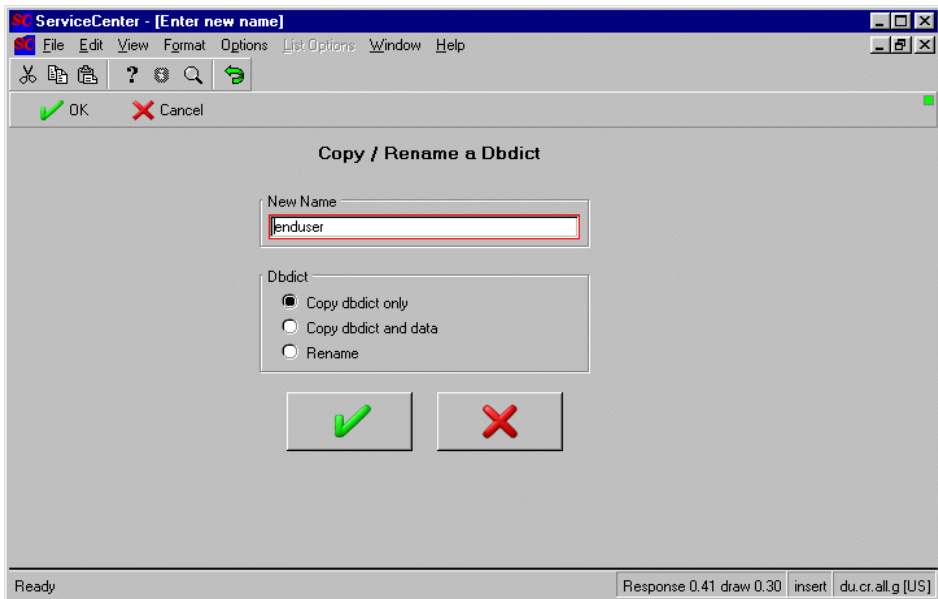 SC ServiceCenter - [Enter new name]
SC File Edit View Format Options List Options Window Help
?
OK Cancel
Copy / Rename a Dbdict
New Name
enduser
Dbdict
Copy dbdict only
Copy dbdict and data
Rename
Ready Response 0.41 draw 0.30 insert du.cr.all.g [US]